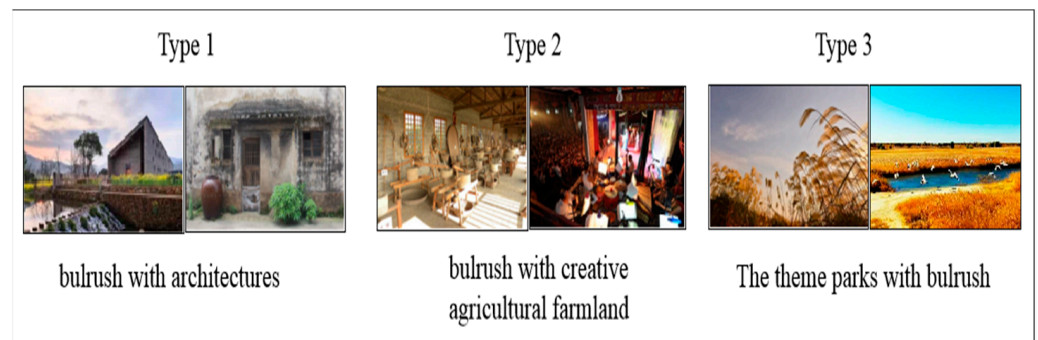 Type 1
Type 2
Type 3
bulrush with architectures
bulrush with creative
agricultural farmland
The theme parks with bulrush